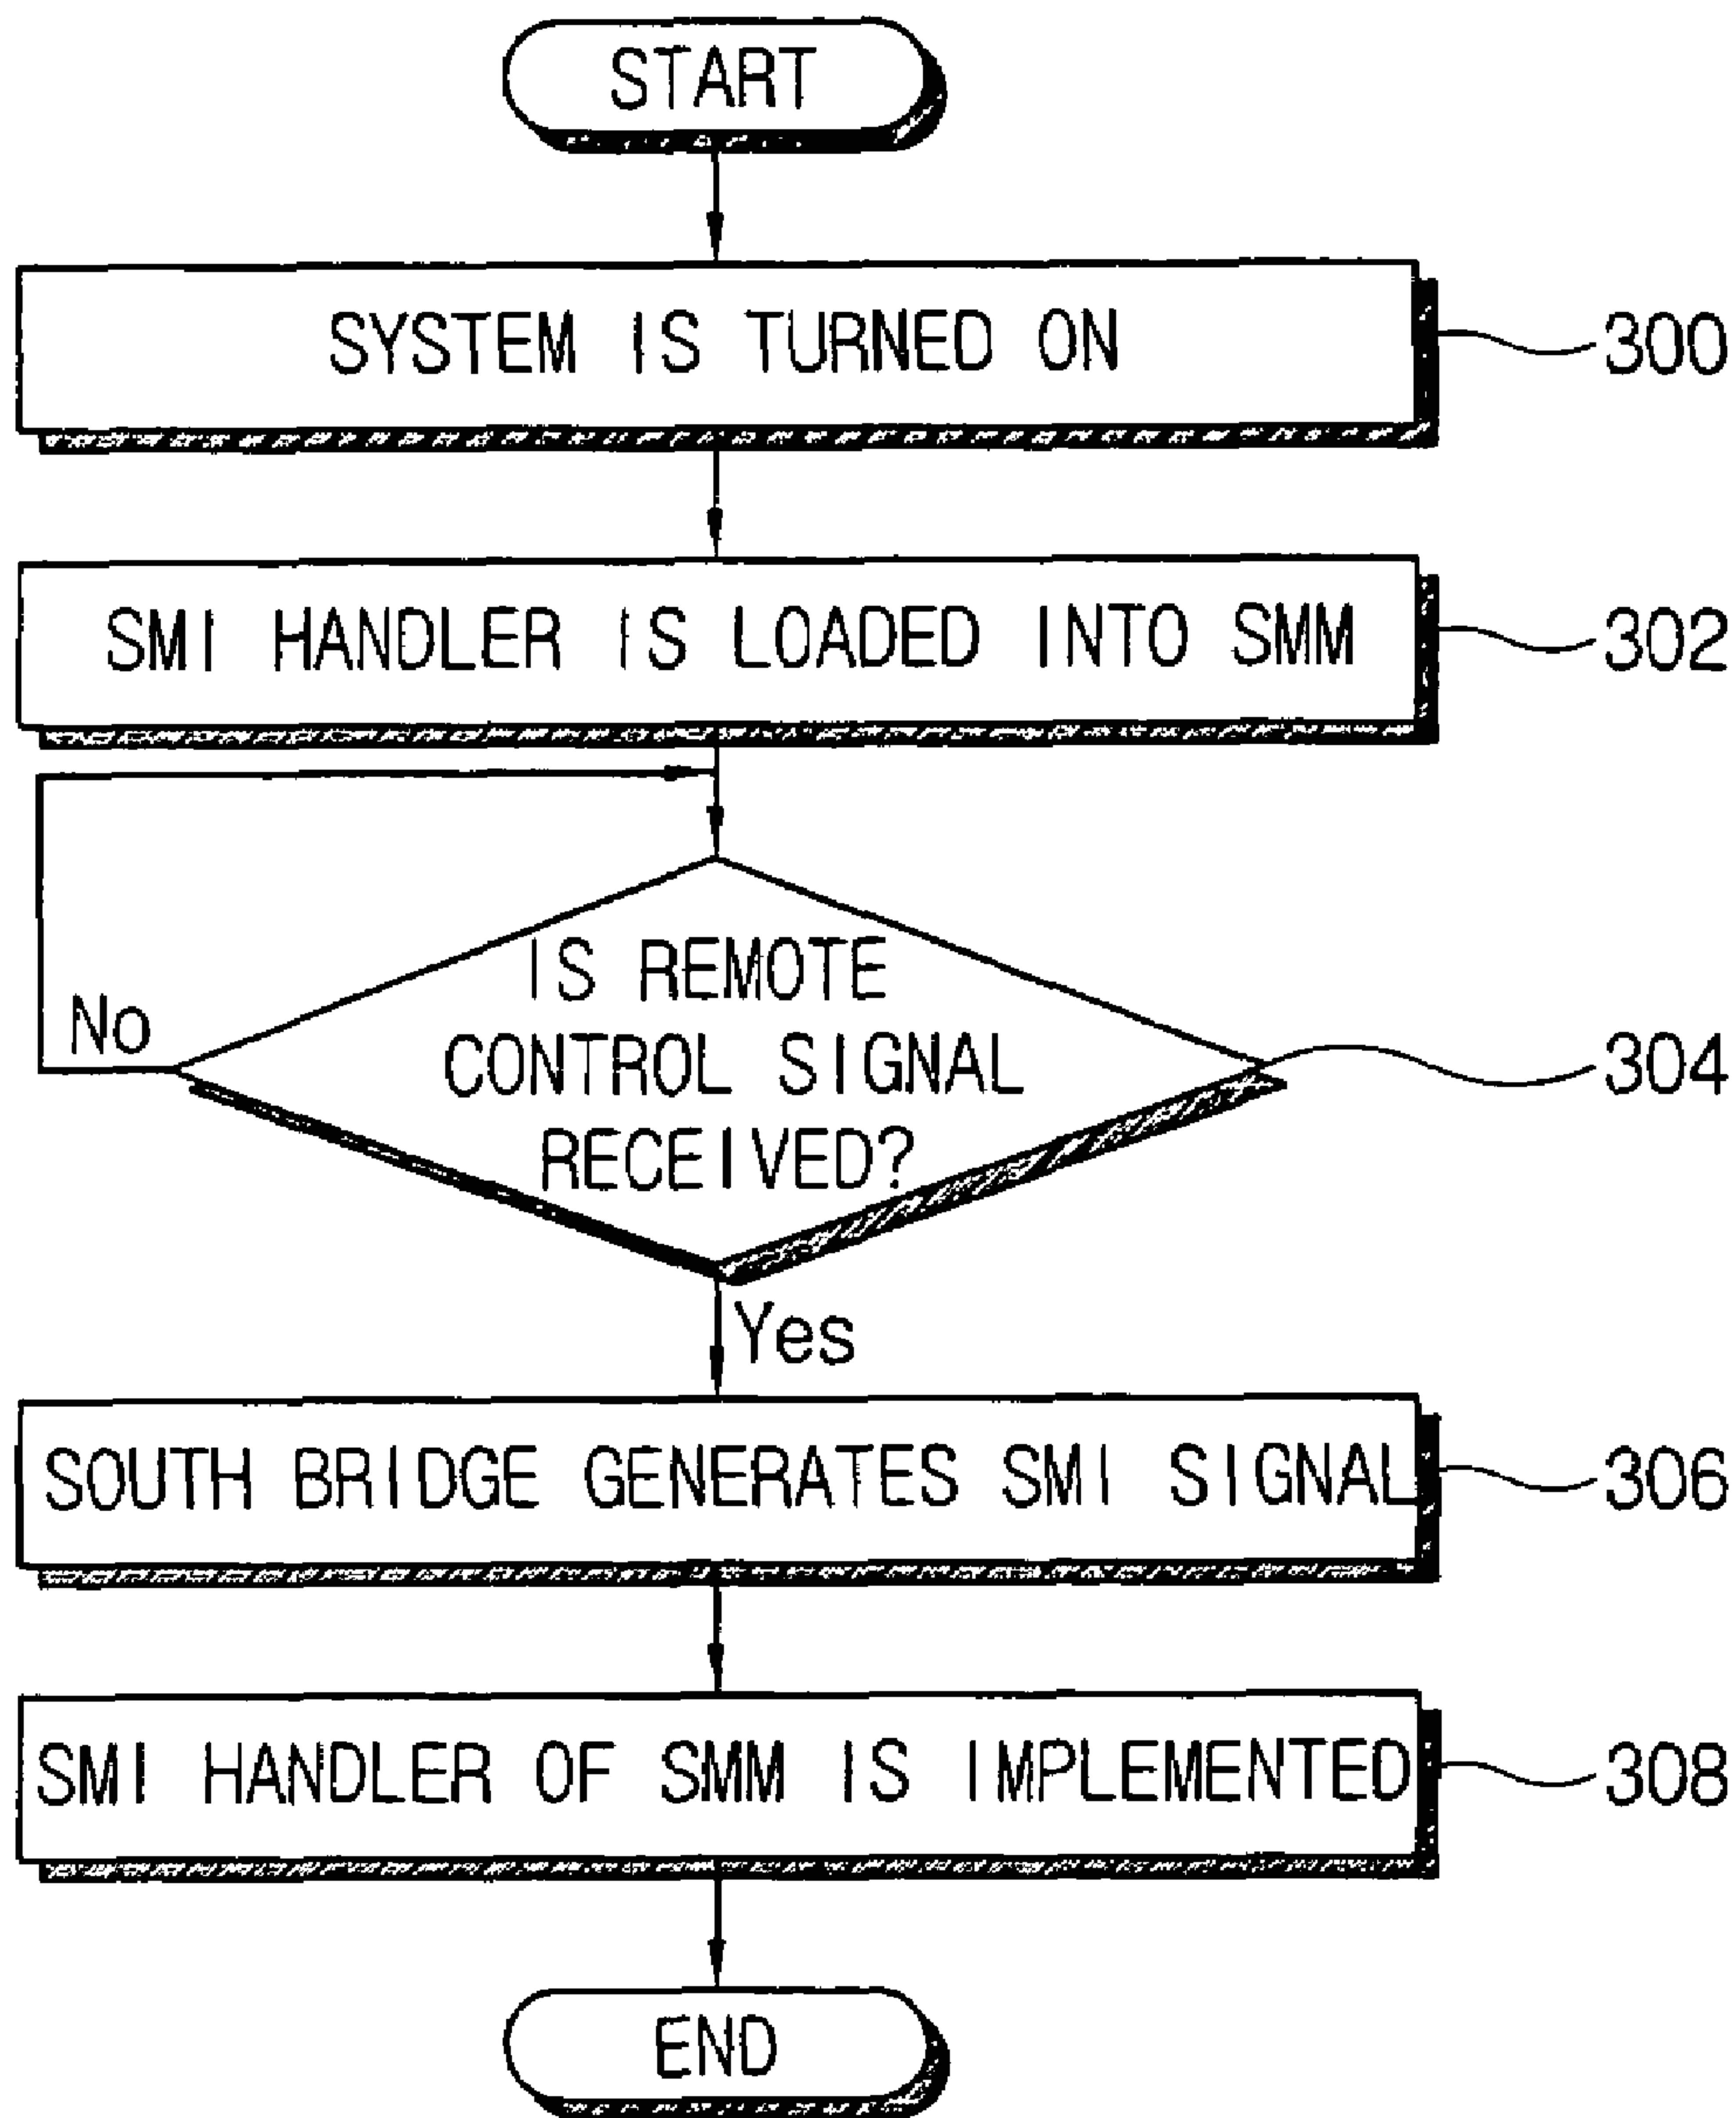 START
SYSTEM IS TURNED ON
300
SMI HANDLER IS LOADED INTO SMM
302
IS REMOTE
CONTROL SIGNAL
RECEIVED?
304
No
Yes
SOUTH BRIDGE GENERATES SMI SIGNAL
306
SMI HANDLER OF SMM IS IMPLEMENTED
308
END